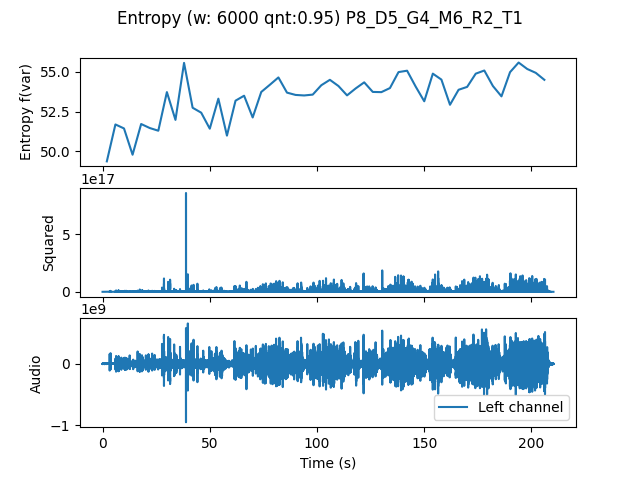 Entropy (w: 6000 qnt:0.95) P8_D5_G4_M6_R2_T1
Entropy f(var)
55.0
52.5
50.0
1e17
Squared
5
0
1e9
Audio
0
−1
Left channel
0 50 100 150 200
Time (s)